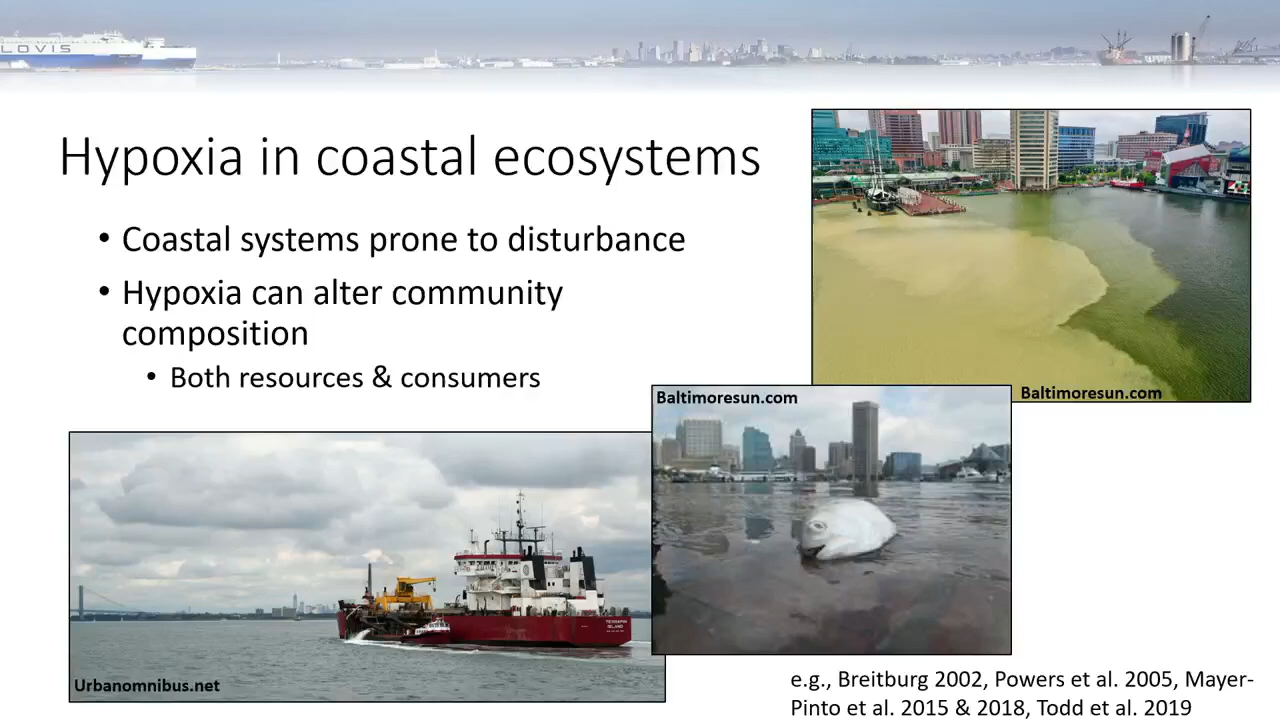 LOVIS
Hypoxia in coastal ecosystems
• Coastal systems prone to disturbance
• Hypoxia can alter community
composition
• Both resources & consumers
Baltimoresun.com
Baltimoresun.com
TERRAPIN
ISLAND
Urbanomnibus.net
e.g., Breitburg 2002, Powers et al. 2005, Mayer-
Pinto et al. 2015 & 2018, Todd et al. 2019